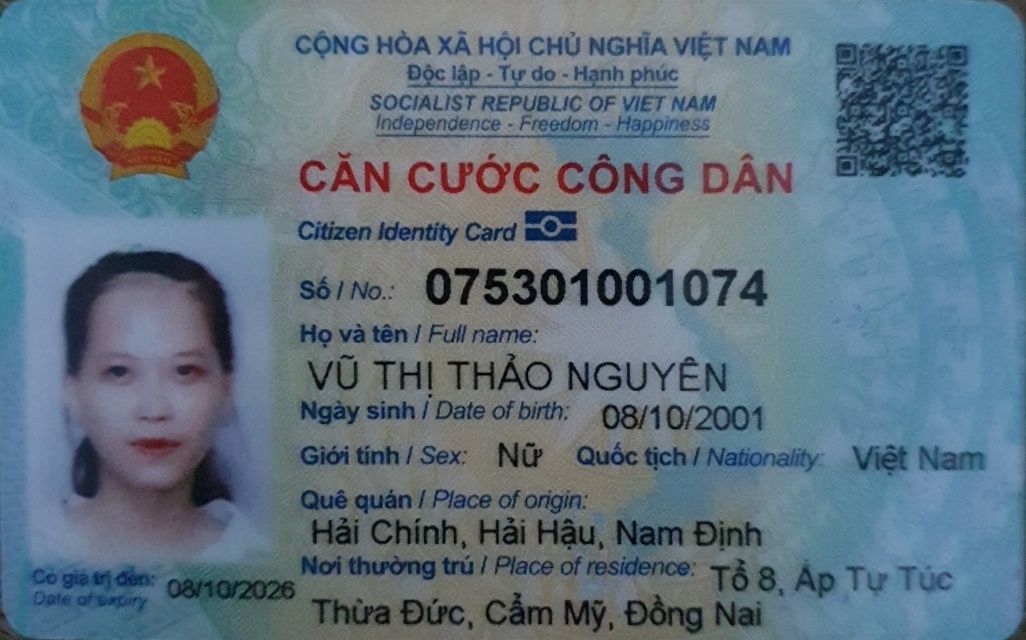 CỘNG HÒA XÃ HỘI CHỦ NGHĨA VIỆT NAM
Độc lập - Tự do - Hạnh phúc
SOCIALIST REPUBLIC OF VIET NAM
Independence - Freedom - Happiness
CĂN CƯỚC CÔNG DÂN
Citizen Identity Card
Số / No.: 075301001074
Họ và tên / Full name:
VŨ THỊ THẢO NGUYÊN
Ngày sinh / Date of birth: 08/10/2001
Giới tính / Sex: Nữ Quốc tịch / Nationality: Việt Nam
Quê quán / Place of origin:
Hải Chính, Hải Hậu, Nam Định
Nơi thường trú / Place of residence: Tổ 8, Ấp Tự Túc
Thừa Đức, Cẩm Mỹ, Đồng Nai
Có giá trị đến: 08/10/2026
Date of expiry